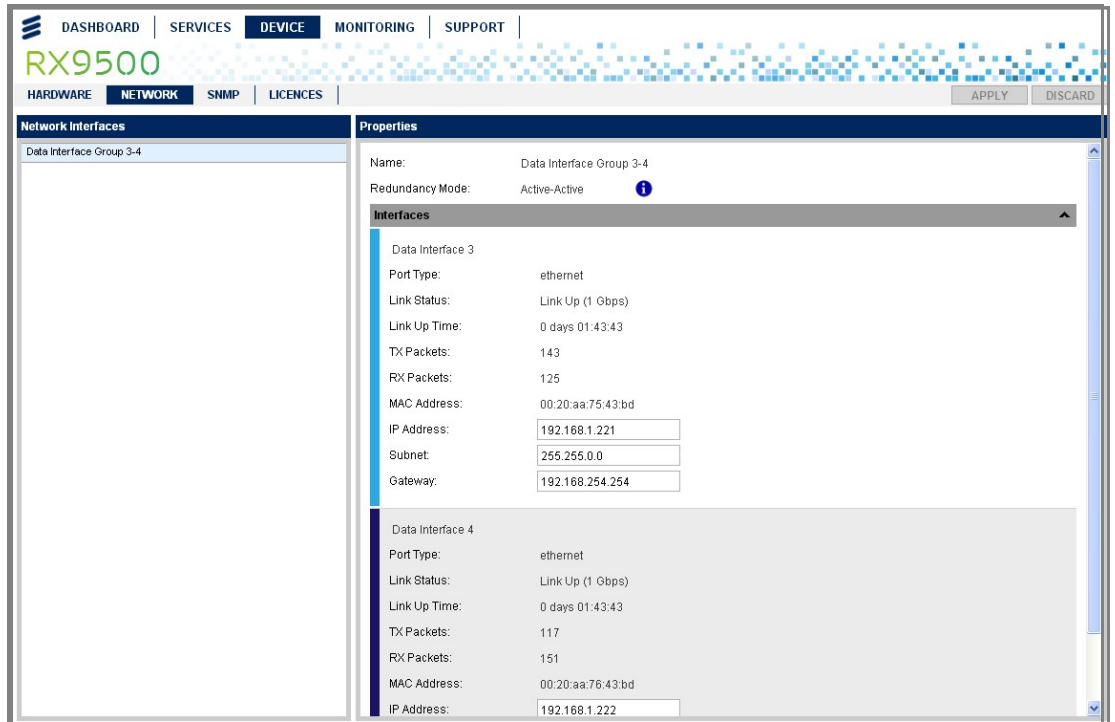 DASHBOARD SERVICES DEVICE MONITORING SUPPORT
RX9500
HARDWARE NETWORK SNMP LICENCES APPLY DISCARD
Network Interfaces
Data Interface Group 3-4
Properties
Name: Data Interface Group 3-4
Redundancy Mode: Active-Active i
Interfaces
Data Interface 3
Port Type: ethernet
Link Status: Link Up (1 Gbps)
Link Up Time: 0 days 01:43:43
TX Packets: 143
RX Packets: 125
MAC Address: 00:20:aa:75:43:bd
IP Address: 192.168.1.221
Subnet: 255.255.0.0
Gateway: 192.168.254.254
Data Interface 4
Port Type: ethernet
Link Status: Link Up (1 Gbps)
Link Up Time: 0 days 01:43:43
TX Packets: 117
RX Packets: 151
MAC Address: 00:20:aa:76:43:bd
IP Address: 192.168.1.222